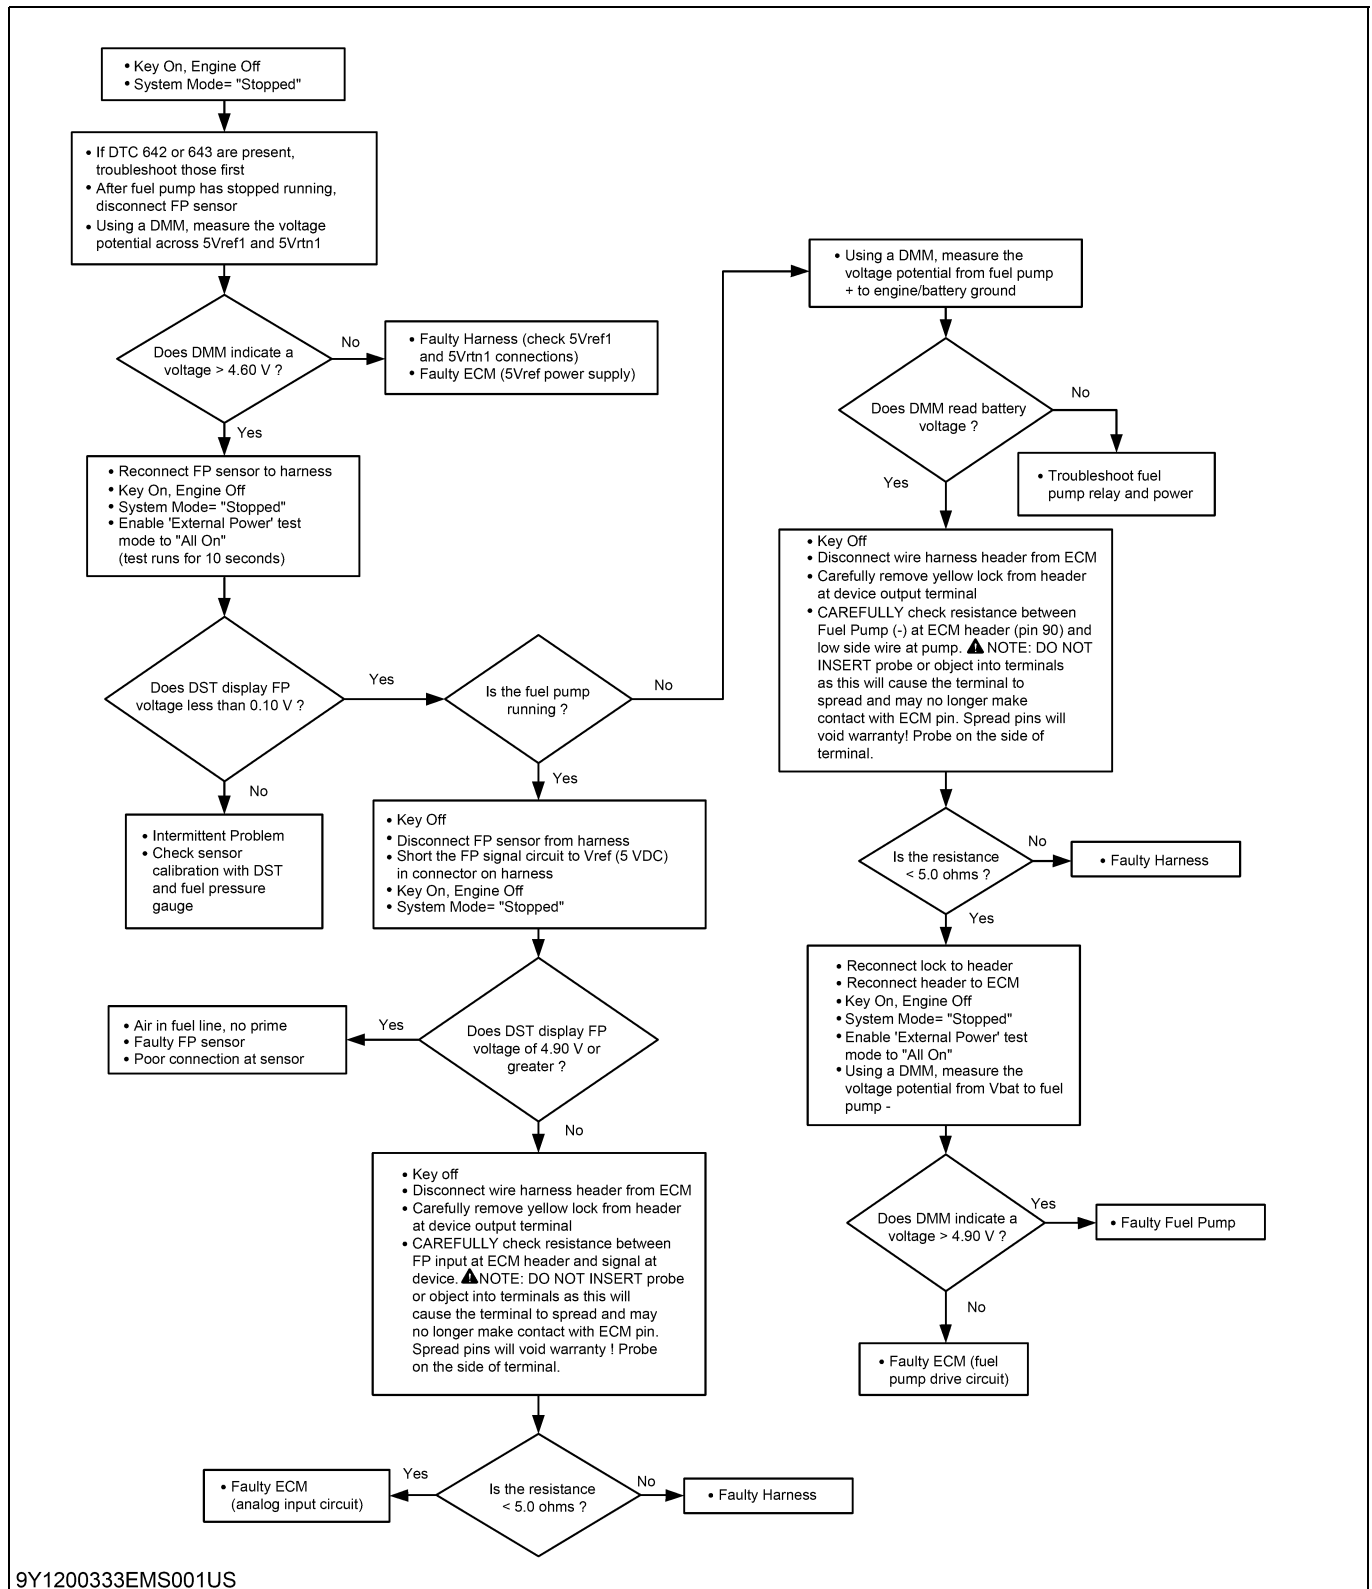 • Key On, Engine Off
• System Mode= "Stopped"
• If DTC 642 or 643 are present,
troubleshoot those first
• After fuel pump has stopped running,
disconnect FP sensor
• Using a DMM, measure the voltage
potential across 5Vref1 and 5Vrtn1
Does DMM indicate a
voltage > 4.60 V ?
No
• Faulty Harness (check 5Vref1
and 5Vrtn1 connections)
• Faulty ECM (5Vref power supply)
Yes
• Reconnect FP sensor to harness
• Key On, Engine Off
• System Mode= "Stopped"
• Enable 'External Power' test
mode to "All On"
(test runs for 10 seconds)
Does DST display FP
voltage less than 0.10 V ?
Yes
No
• Intermittent Problem
• Check sensor
calibration with DST
and fuel pressure
gauge
Is the fuel pump
running ?
No
Yes
• Key Off
• Disconnect FP sensor from harness
• Short the FP signal circuit to Vref (5 VDC)
in connector on harness
• Key On, Engine Off
• System Mode= "Stopped"
Does DST display FP
voltage of 4.90 V or
greater ?
Yes
• Air in fuel line, no prime
• Faulty FP sensor
• Poor connection at sensor
No
• Key off
• Disconnect wire harness header from ECM
• Carefully remove yellow lock from header
at device output terminal
• CAREFULLY check resistance between
FP input at ECM header and signal at
device. NOTE: DO NOT INSERT probe
or object into terminals as this will
cause the terminal to spread and may
no longer make contact with ECM pin.
Spread pins will void warranty ! Probe
on the side of terminal.
Is the resistance
< 5.0 ohms ?
Yes
• Faulty ECM
(analog input circuit)
No
• Faulty Harness
• Using a DMM, measure the
voltage potential from fuel pump
+ to engine/battery ground
Does DMM read battery
voltage ?
No
• Troubleshoot fuel
pump relay and power
Yes
• Key Off
• Disconnect wire harness header from ECM
• Carefully remove yellow lock from header
at device output terminal
• CAREFULLY check resistance between
Fuel Pump (-) at ECM header (pin 90) and
low side wire at pump. NOTE: DO NOT
INSERT probe or object into terminals
as this will cause the terminal to
spread and may no longer make
contact with ECM pin. Spread pins will
void warranty! Probe on the side of
terminal.
Is the resistance
< 5.0 ohms ?
No
• Faulty Harness
Yes
• Reconnect lock to header
• Reconnect header to ECM
• Key On, Engine Off
• System Mode= "Stopped"
• Enable 'External Power' test
mode to "All On"
• Using a DMM, measure the
voltage potential from Vbat to fuel
pump -
Does DMM indicate a
voltage > 4.90 V ?
Yes
• Faulty Fuel Pump
No
• Faulty ECM (fuel
pump drive circuit)
9Y1200333EMS001US